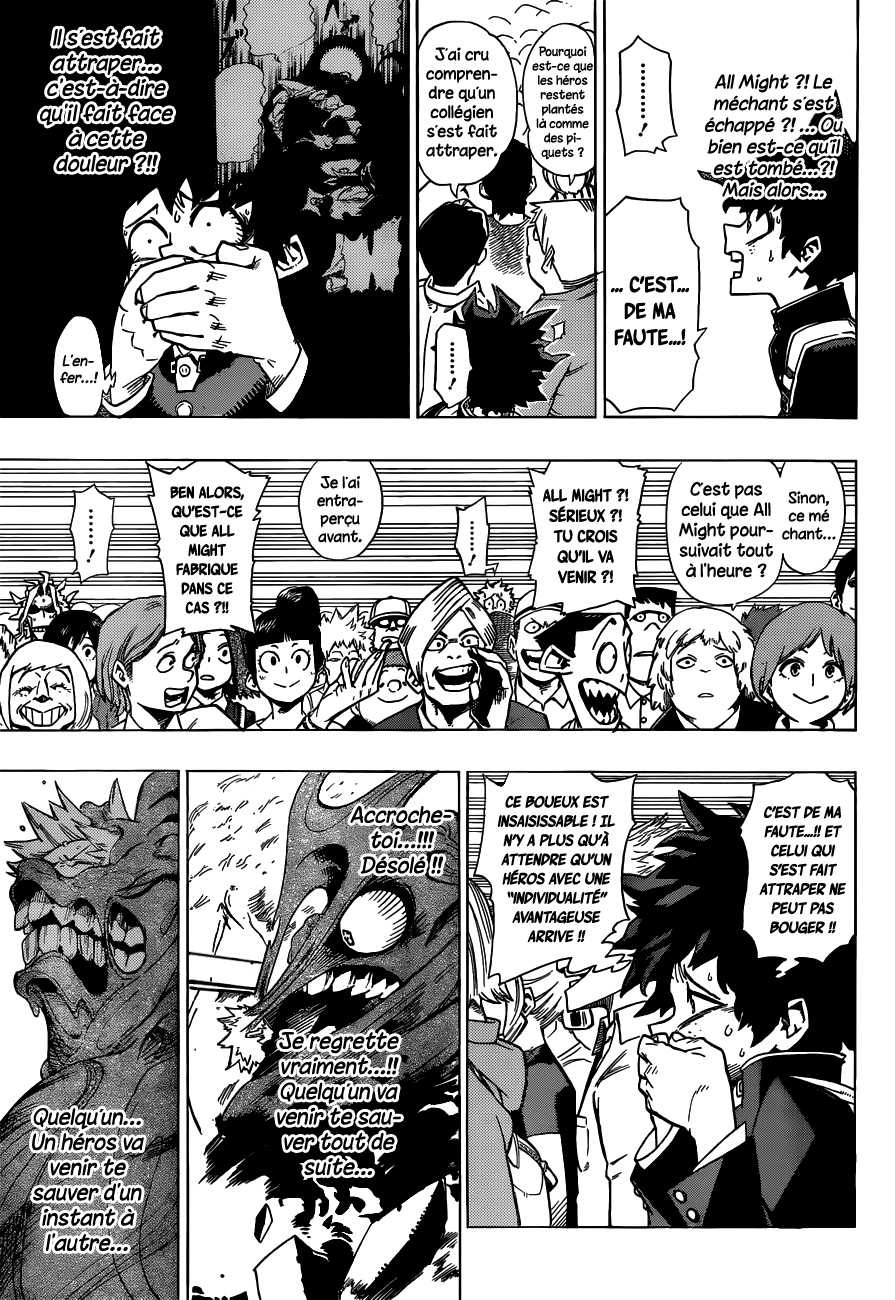 All Might ?! Le
méchant s'est
échappé ?! ... Ou
bien est-ce qu'il
est tombé...?!
Mais alors...
........!
... C'EST...
DE MA
FAUTE...!
Pourquoi
est-ce que
les héros
restent
plantés
là comme
des pi-
quets ?
J'ai cru
compren-
dre qu'un
collégien
s'est fait
attraper.
........!
Il s'est fait
attraper...
c'est-à-dire
qu'il fait face
à cette
douleur ?!!
L'en-
fer...!
Sinon,
ce mé
chant...
C'est pas
celui que All
Might pour-
suivait tout
à l'heure ?
ALL MIGHT ?!
SÉRIEUX ?!
TU CROIS
QU'IL VA
VENIR ?!
......!
Je l'ai
entra-
perçu
avant.
BEN ALORS,
QU'EST-CE
QUE ALL
MIGHT
FABRIQUE
DANS CE
CAS ?!!
......!
C'EST DE MA
FAUTE...!! ET
CELUI QUI
S'EST FAIT
ATTRAPER NE
PEUT PAS
BOUGER !!
CE BOUEUX EST
INSAISISSABLE ! IL
N'Y A PLUS QU'À
ATTENDRE QU'UN
HÉROS AVEC UNE
"INDIVIDUALITÉ"
AVANTAGEUSE
ARRIVE !!
Accroche-
toi...!!!
Désolé !!
Je regrette
vraiment...!!
Quelqu'un va
venir te sau-
ver tout de
suite...
Quelqu'un...
Un héros va
venir te
sauver d'un
instant à
l'autre...